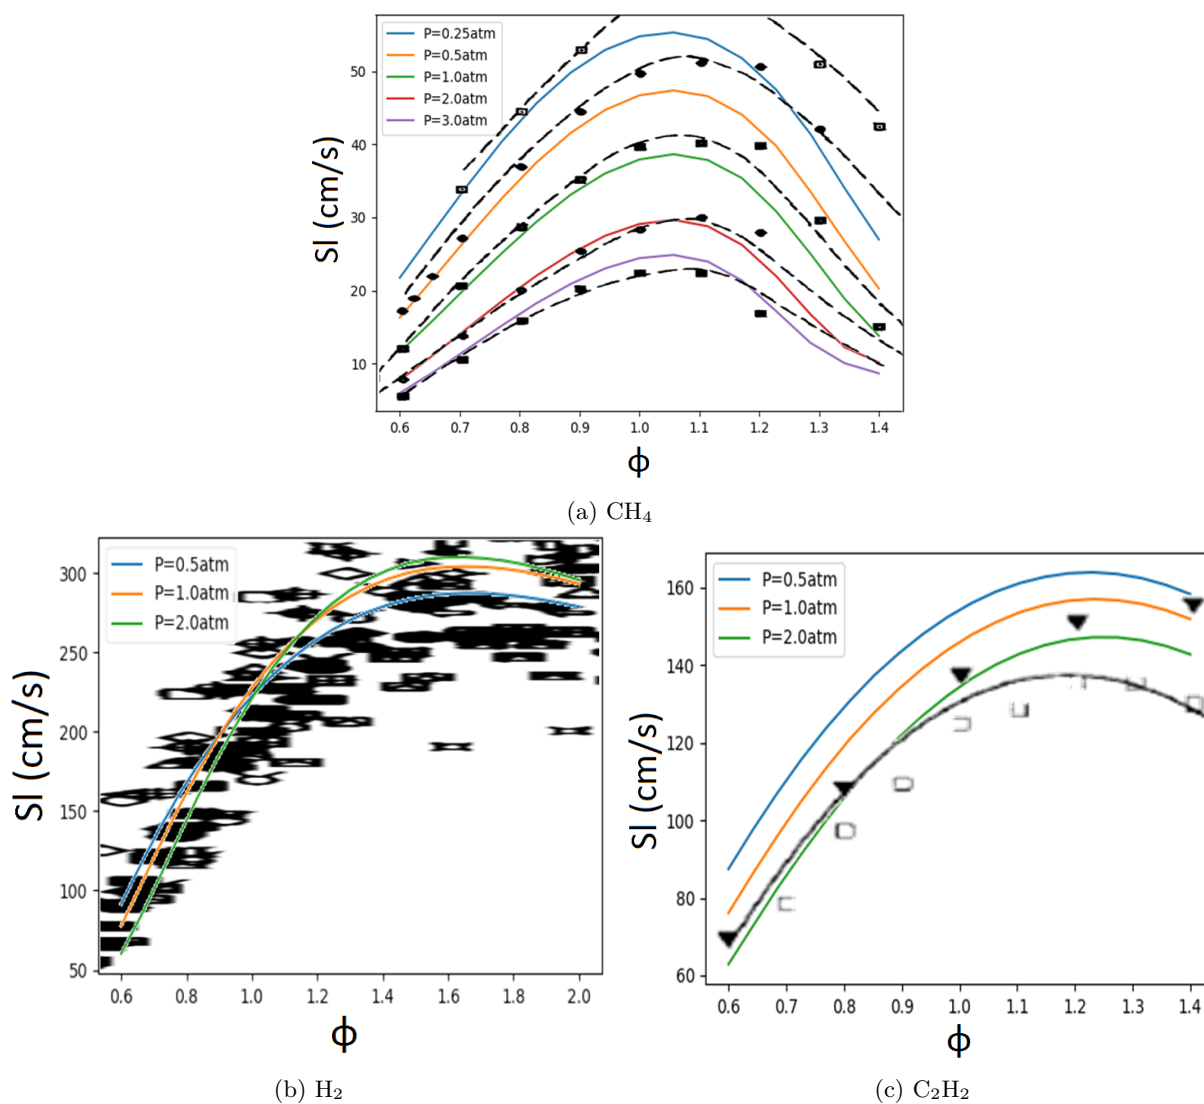 P=0.25atm
P=0.5atm
P=1.0atm
P=2.0atm
P=3.0atm
50
40
30
20
10
Sl (cm/s)
0.6 0.7 0.8 0.9 1.0 1.1 1.2 1.3 1.4
ϕ
(a) CH₄
P=0.5atm
P=1.0atm
P=2.0atm
300
250
200
150
100
50
Sl (cm/s)
0.6 0.8 1.0 1.2 1.4 1.6 1.8 2.0
ϕ
(b) H₂
P=0.5atm
P=1.0atm
P=2.0atm
160
140
120
100
80
60
Sl (cm/s)
0.6 0.7 0.8 0.9 1.0 1.1 1.2 1.3 1.4
ϕ
(c) C₂H₂